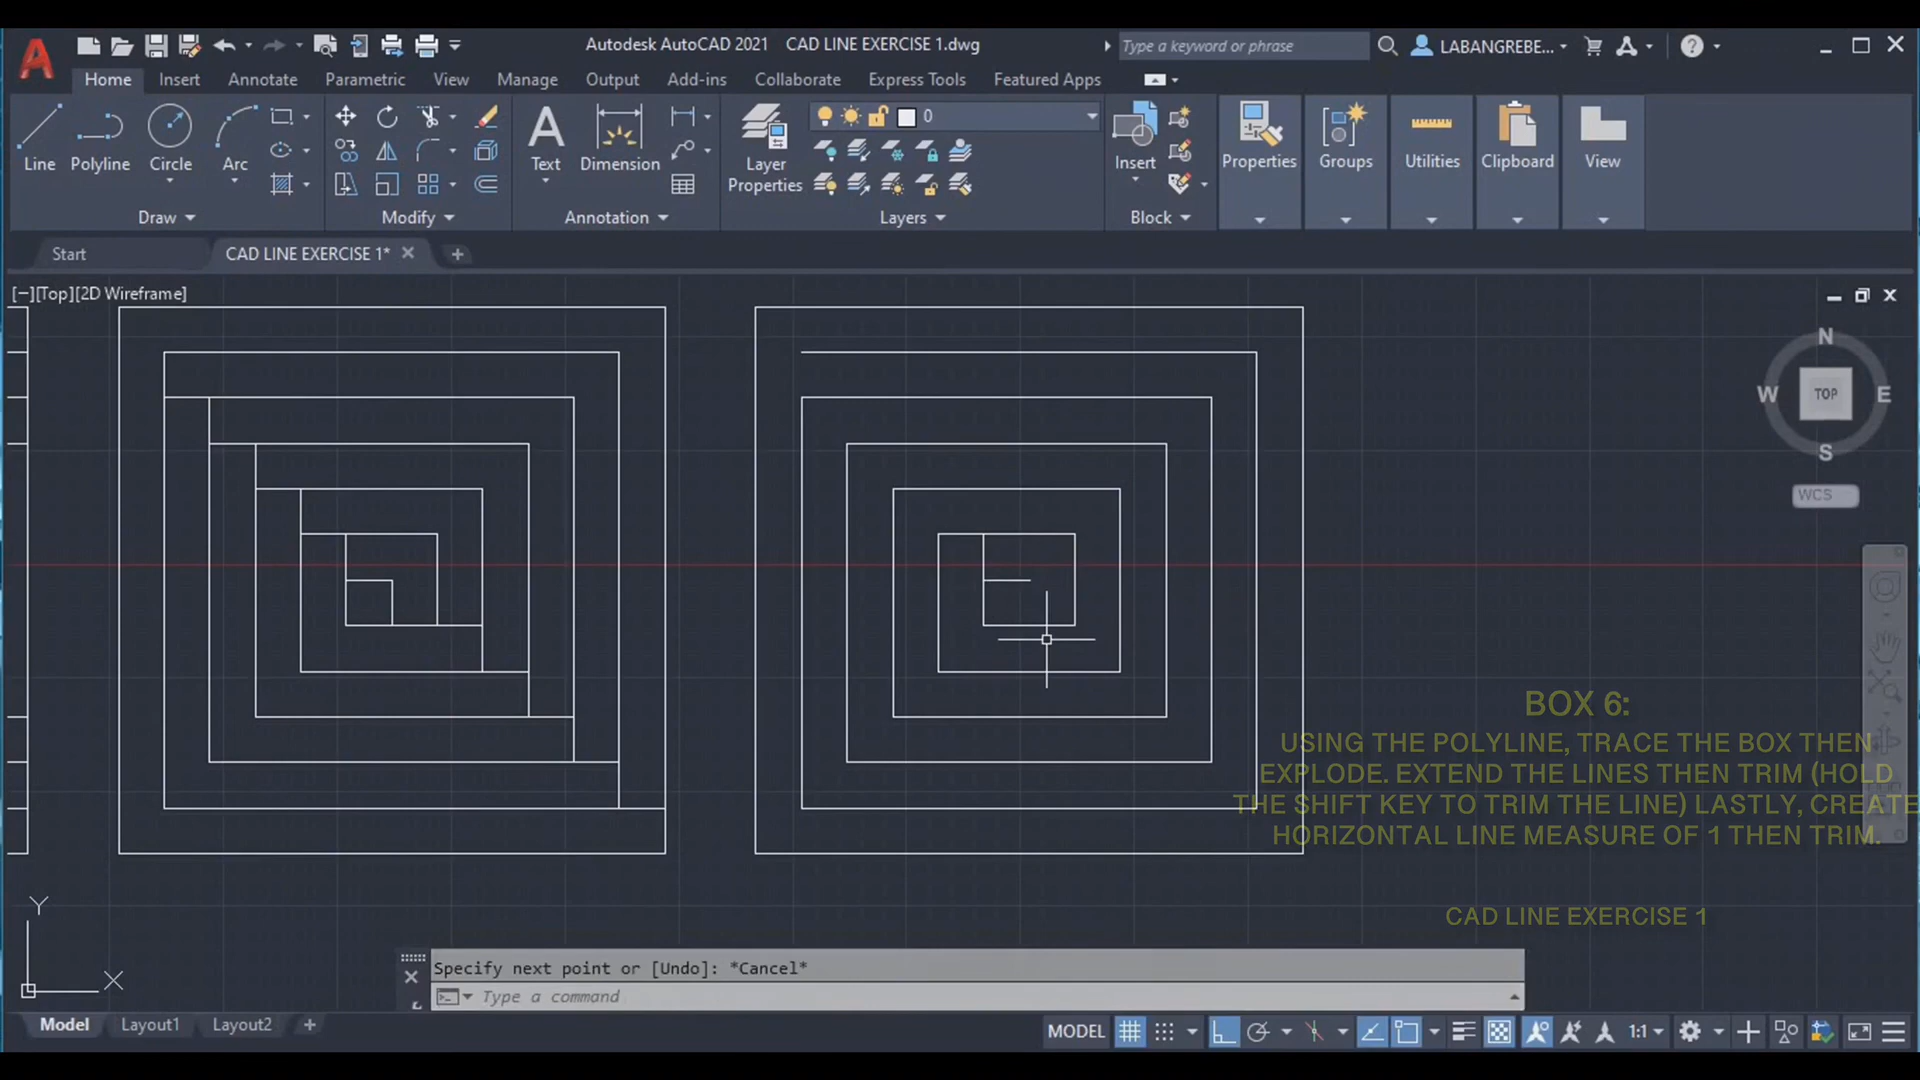 Autodesk AutoCAD 2021 CAD LINE EXERCISE 1.dwg
Type a keyword or phrase
LABANGREBE...
Home Insert Annotate Parametric View Manage Output Add-ins Collaborate Express Tools Featured Apps
Line Polyline Circle Arc
Text Dimension
Layer Properties
0
Insert
Properties Groups Utilities Clipboard View
Draw Modify Annotation Layers Block
Start CAD LINE EXERCISE 1*
[−][Top][2D Wireframe]
N
W TOP E
S
WCS
BOX 6:
USING THE POLYLINE, TRACE THE BOX THEN
EXPLODE. EXTEND THE LINES THEN TRIM (HOLD
THE SHIFT KEY TO TRIM THE LINE) LASTLY, CREATE
HORIZONTAL LINE MEASURE OF 1 THEN TRIM.
CAD LINE EXERCISE 1
Y
X
Specify next point or [Undo]: *Cancel*
Type a command
Model Layout1 Layout2 +
MODEL 1:1